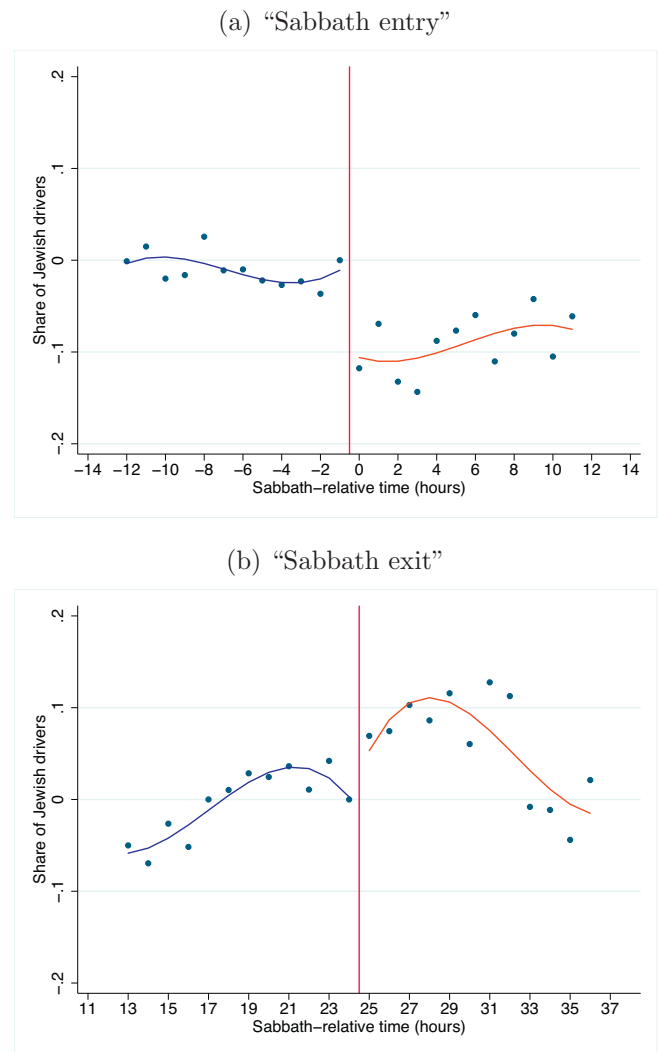 (a) “Sabbath entry”
.2
.1
0
−.1
−.2
Share of Jewish drivers
−14 −12 −10 −8 −6 −4 −2 0 2 4 6 8 10 12 14
Sabbath−relative time (hours)
(b) “Sabbath exit”
.2
.1
0
−.1
−.2
Share of Jewish drivers
11 13 15 17 19 21 23 25 27 29 31 33 35 37
Sabbath−relative time (hours)